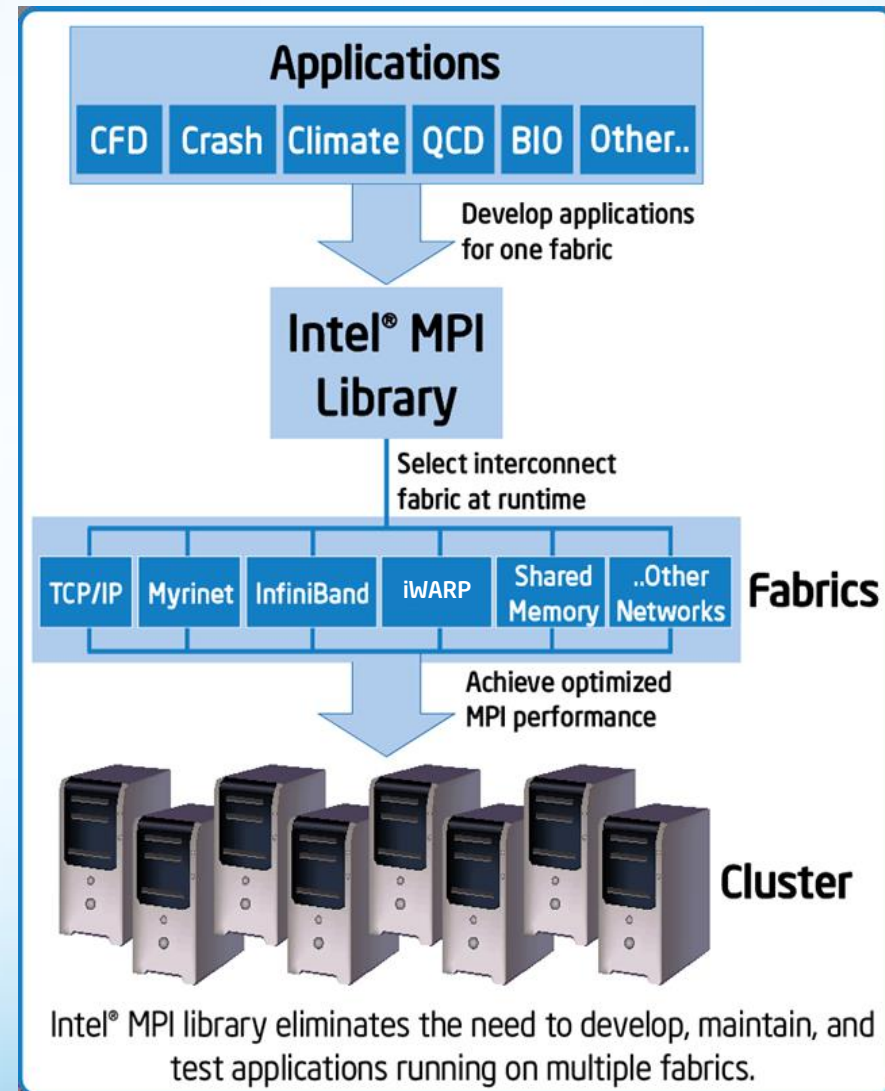 Applications
CFD Crash Climate QCD BIO Other..
Develop applications
for one fabric
Intel® MPI
Library
Select interconnect
fabric at runtime
TCP/IP Myrinet InfiniBand iWARP Shared Memory ..Other Networks
Fabrics
Achieve optimized
MPI performance
Cluster
Intel® MPI library eliminates the need to develop, maintain, and
test applications running on multiple fabrics.